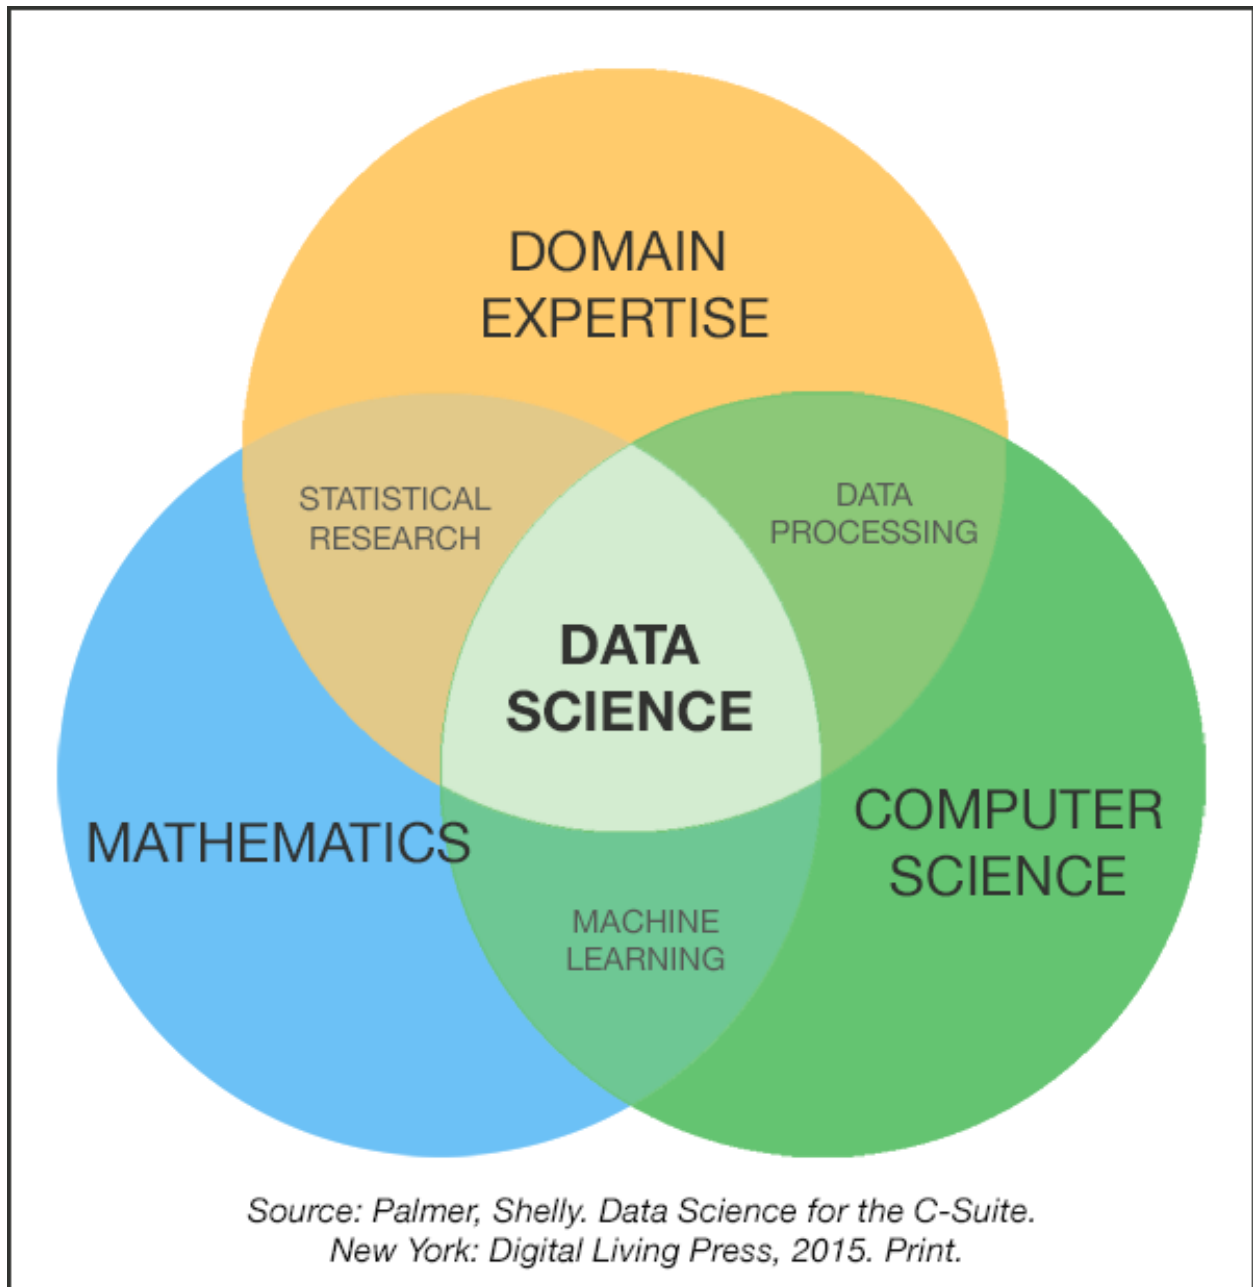 DOMAIN
EXPERTISE
STATISTICAL
RESEARCH
DATA
PROCESSING
DATA
SCIENCE
MATHEMATICS
COMPUTER
SCIENCE
MACHINE
LEARNING
Source: Palmer, Shelly. Data Science for the C-Suite.
New York: Digital Living Press, 2015. Print.